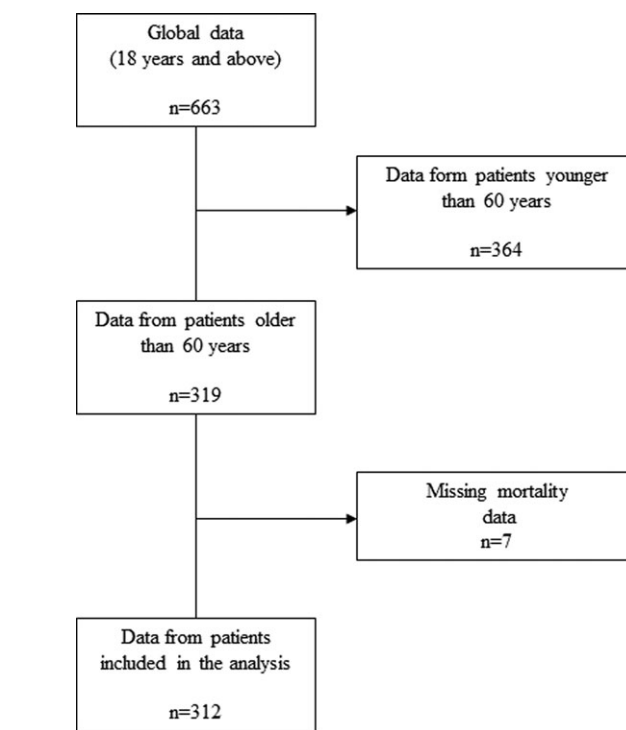 Global data
(18 years and above)
n=663
Data form patients younger
than 60 years
n=364
Data from patients older
than 60 years
n=319
Missing mortality
data
n=7
Data from patients
included in the analysis
n=312